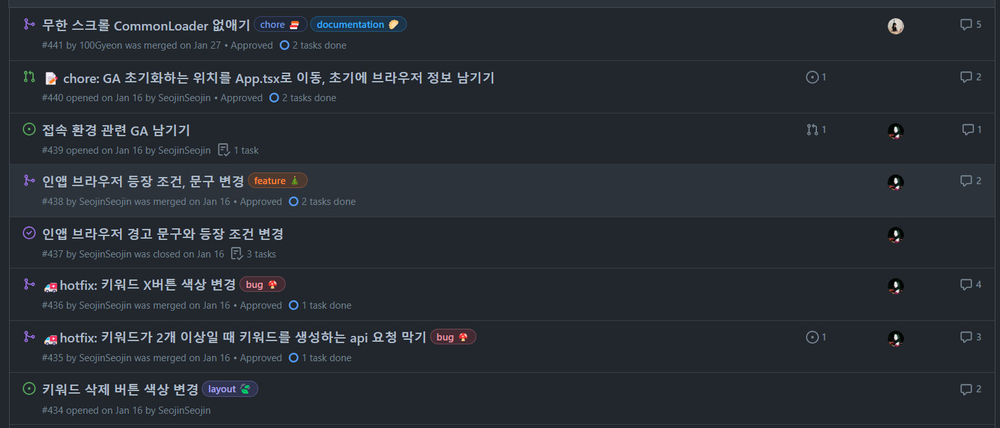 무한 스크롤 CommonLoader 없애기 chore documentation 5
#441 by 100Gyeon was merged on Jan 27 • Approved 2 tasks done
chore: GA 초기화하는 위치를 App.tsx로 이동, 초기에 브라우저 정보 남기기 1 2
#440 opened on Jan 16 by SeojinSeojin • Approved 2 tasks done
접속 환경 관련 GA 남기기 1 1
#439 opened on Jan 16 by SeojinSeojin 1 task
인앱 브라우저 등장 조건, 문구 변경 feature 2
#438 by SeojinSeojin was merged on Jan 16 • Approved 2 tasks done
인앱 브라우저 경고 문구와 등장 조건 변경
#437 by SeojinSeojin was closed on Jan 16 3 tasks
hotfix: 키워드 X버튼 색상 변경 bug 4
#436 by SeojinSeojin was merged on Jan 16 • Approved 1 task done
hotfix: 키워드가 2개 이상일 때 키워드를 생성하는 api 요청 막기 bug 1 3
#435 by SeojinSeojin was merged on Jan 16 • Approved 1 task done
키워드 삭제 버튼 색상 변경 layout 2
#434 opened on Jan 16 by SeojinSeojin